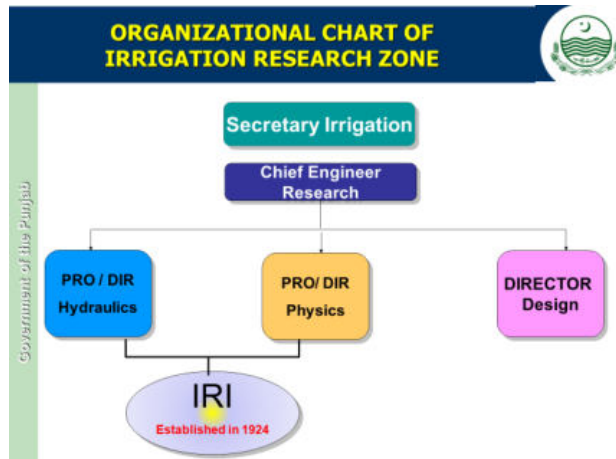 ORGANIZATIONAL CHART OF
IRRIGATION RESEARCH ZONE
Government of the Punjab
Secretary Irrigation
Chief Engineer
Research
PRO / DIR
Hydraulics
PRO/ DIR
Physics
DIRECTOR
Design
IRI
Established in 1924